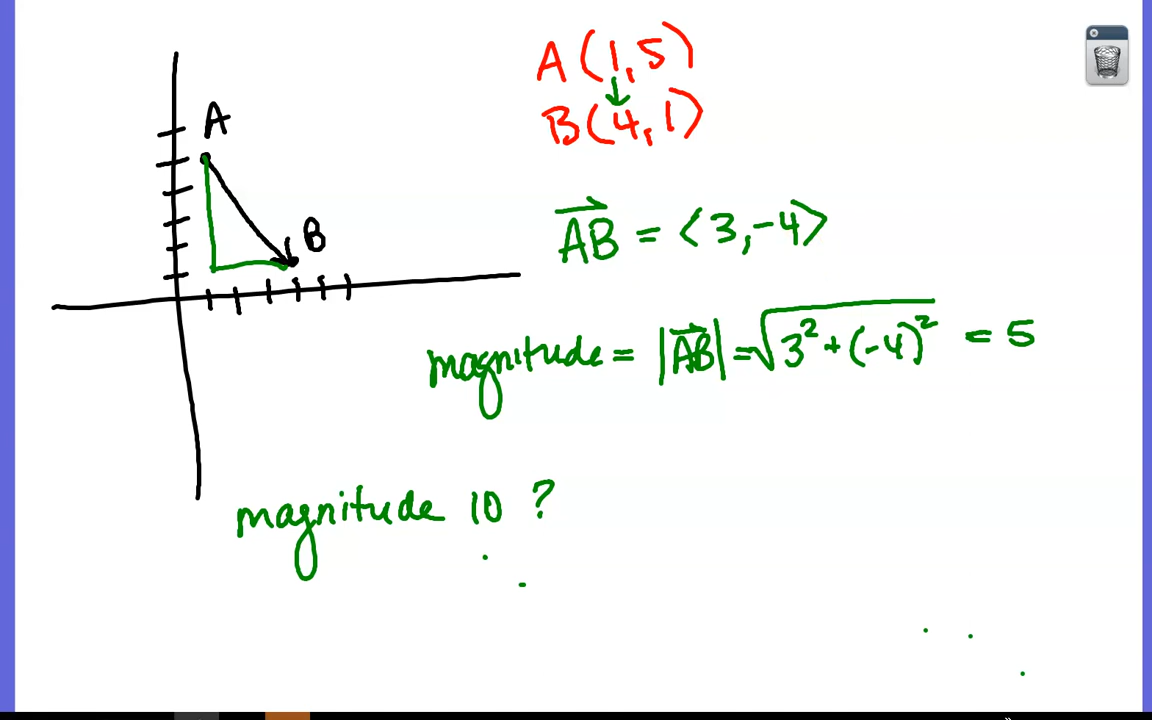 A
B
A (1,5)
B (4,1)
AB = ⟨3,-4⟩
magnitude = |AB| = √3² + (-4)² = 5
magnitude 10 ?